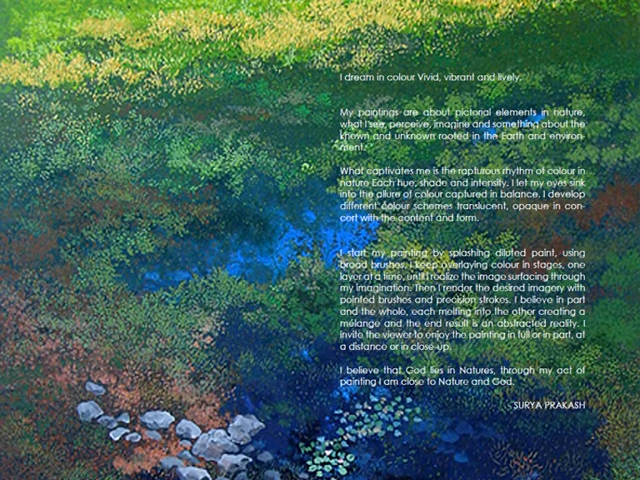 I dream in colour Vivid, vibrant and lively.
My paintings are about pictorial elements in nature,
what I see, perceive, imagine and something about the
known and unknown rooted in the Earth and environ-
ment."
What captivates me is the rapturous rhythm of colour in
nature Each hue, shade and intensity. I let my eyes sink
into the allure of colour captured in balance. I develop
different colour schemes translucent, opaque in con-
cert with the content and form.
I start my painting by splashing diluted paint, using
broad brushes. I keep overlaying colour in stages, one
layer at a time, until I realize the image surfacing through
my imagination. Then I render the desired imagery with
pointed brushes and precision strokes. I believe in part
and the whole, each melting into the other creating a
mélange and the end result is an abstracted reality. I
invite the viewer to enjoy the painting in full or in part, at
a distance or in close-up.
I believe that God lies in Natures, through my act of
painting I am close to Nature and God.
- SURYA PRAKASH